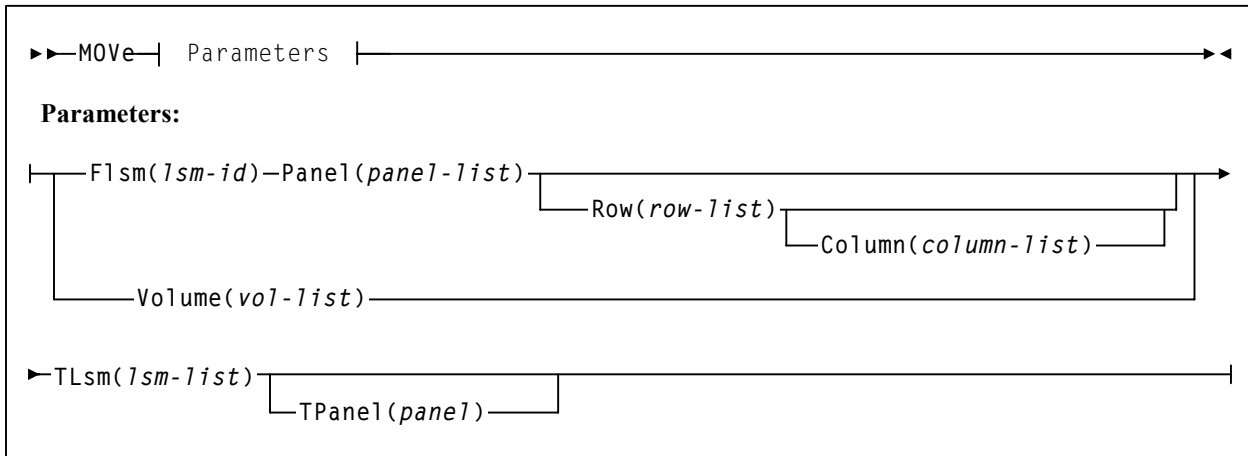 MOVe Parameters
Parameters:
Flsm(lsm-id) Panel(panel-list)
Row(row-list)
Column(column-list)
Volume(vol-list)
TLsm(lsm-list)
TPanel(panel)